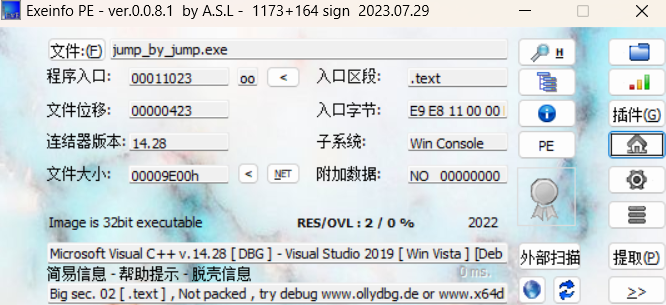 Exeinfo PE - ver.0.0.8.1 by A.S.L - 1173+164 sign 2023.07.29
文件:(F) jump_by_jump.exe H
程序入口: 00011023 oo < 入口区段: .text
文件位移: 00000423 入口字节: E9 E8 11 00 00 插件(G)
连结器版本: 14.28 子系统: Win Console PE
文件大小: 00009E00h < NET 附加数据: NO 00000000
Image is 32bit executable RES/OVL : 2 / 0 % 2022
Microsoft Visual C++ v.14.28 [ DBG ] - Visual Studio 2019 [ Win Vista ] [Deb 外部扫描 提取(P)
简易信息 - 帮助提示 - 脱壳信息 0 ms.
Big sec. 02 [ .text ] , Not packed , try debug www.ollydbg.de or www.x64d >>